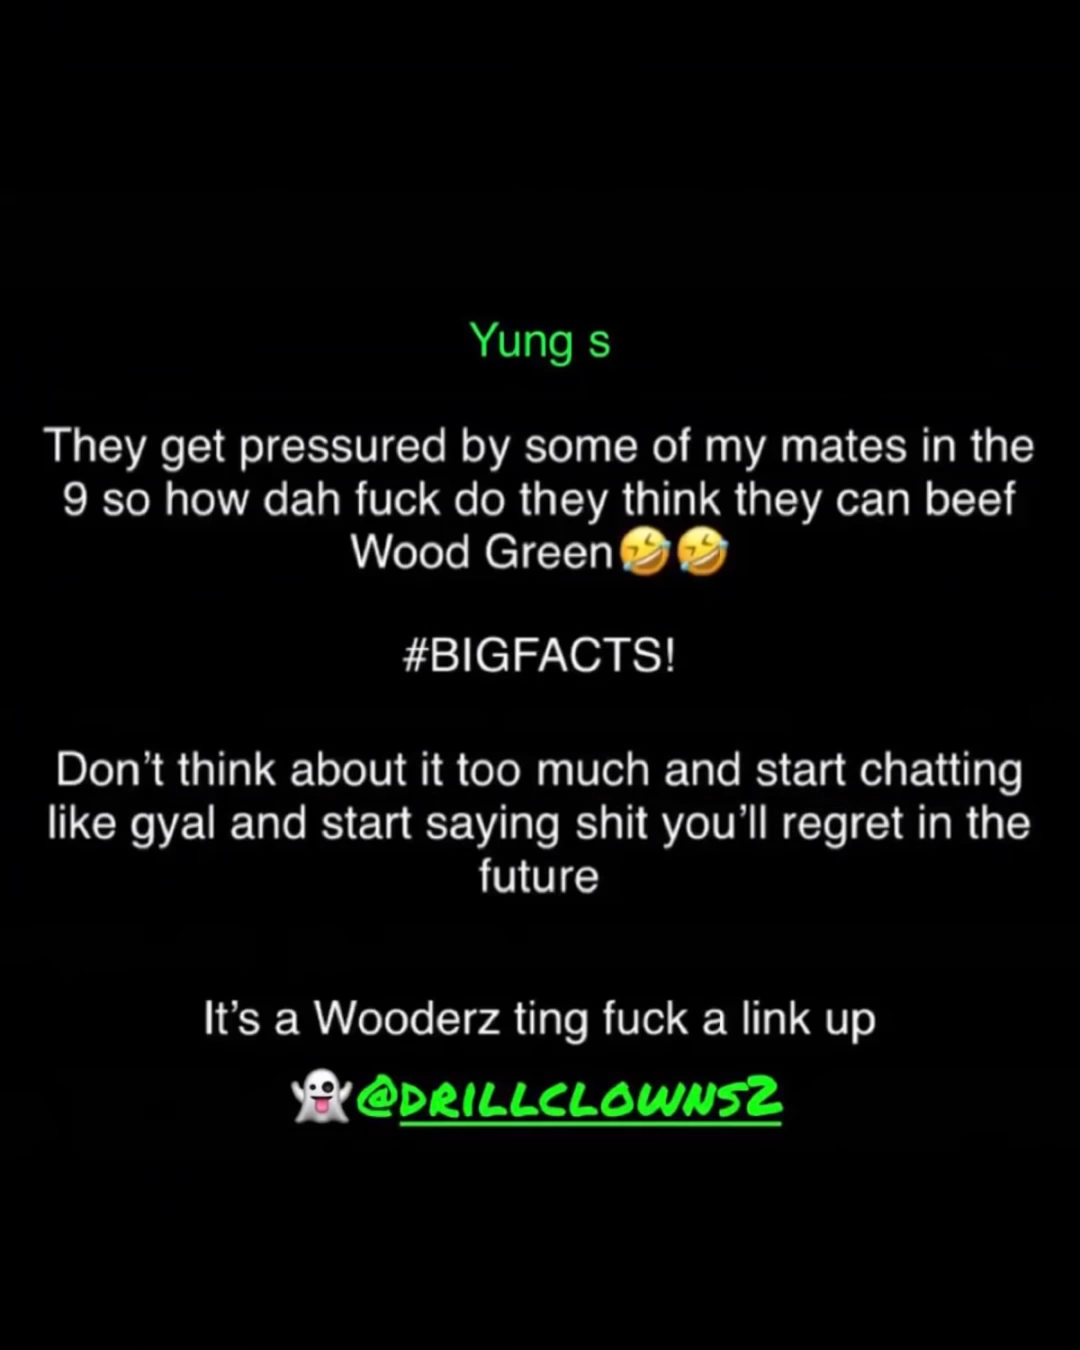 Yung s
They get pressured by some of my mates in the
9 so how dah fuck do they think they can beef
Wood Green🤣🤣
#BIGFACTS!
Don’t think about it too much and start chatting
like gyal and start saying shit you’ll regret in the
future
It’s a Wooderz ting fuck a link up
👻@DRILLCLOWNS2